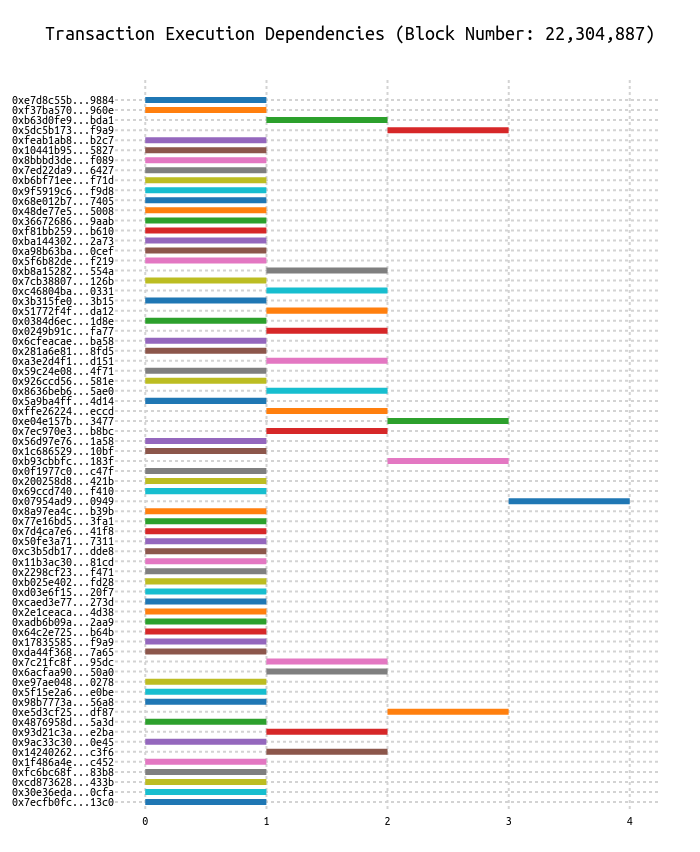 Transaction Execution Dependencies (Block Number: 22,304,887)
0xe7d8c55b...9884
0xf37ba570...960e
0xb63d0fe9...bda1
0x5dc5b173...f9a9
0xfeab1ab8...b2c7
0x10441b95...5827
0x8bbbd3de...f089
0x7ed22da9...6427
0xb6bf71ee...f71d
0x9f5919c6...f9d8
0x68e012b7...7405
0x48de77e5...5008
0x36672686...9aab
0xf81bb259...b610
0xba144302...2a73
0xa98b63ba...0cef
0x5f6b82de...f219
0xb8a15282...554a
0x7cb38807...126b
0xc46804ba...0331
0x3b315fe0...3b15
0x51772f4f...da12
0x0384d6ec...1d8e
0x0249b91c...fa77
0x6cfeacae...ba58
0x281a6e81...8fd5
0xa3e2d4f1...d151
0x59c24e08...4f71
0x926ccd56...581e
0x8636beb6...5ae0
0x5a9ba4ff...4d14
0xffe26224...eccd
0xe04e157b...3477
0x7ec970e3...b8bc
0x56d97e76...1a58
0x1c686529...10bf
0xb93cbbfc...183f
0x0f1977c0...c47f
0x200258d8...421b
0x69ccd740...f410
0x07954ad9...0949
0x8a97ea4c...b39b
0x77e16bd5...3fa1
0x7d4ca7e6...41f8
0x50fe3a71...7311
0xc3b5db17...dde8
0x11b3ac30...81cd
0x2298cf23...f471
0xb025e402...fd28
0xd03e6f15...20f7
0xcaed3e77...273d
0x2e1ceaca...4d38
0xadb6b09a...2aa9
0x64c2e725...b64b
0x17835585...f9a9
0xda44f368...7a65
0x7c21fc8f...95dc
0x6acfaa90...50a0
0xe97ae048...0278
0x5f15e2a6...e0be
0x98b7773a...56a8
0xe5d3cf25...df87
0x4876958d...5a3d
0x93d21c3a...e2ba
0x9ac33c30...0e45
0x14240262...c3f6
0x1f486a4e...c452
0xfc6bc68f...83b8
0xcd873628...433b
0x30e36eda...0cfa
0x7ecfb0fc...13c0
0 1 2 3 4